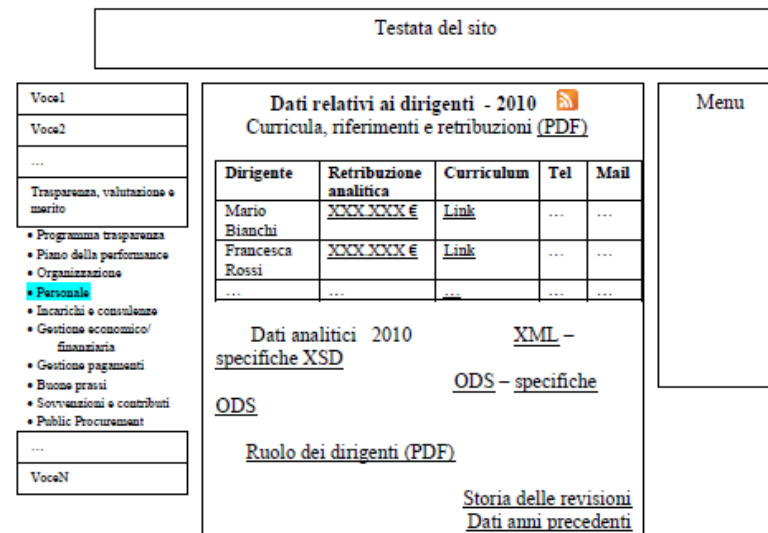 Testata del sito
Voce1
Voce2
...
Trasparenza, valutazione e
merito
• Programma trasparenza
• Piano della performance
• Organizzazione
• Personale
• Incarichi e consulenze
• Gestione economico/
finanziaria
• Gestione pagamenti
• Buone prassi
• Sovvenzioni e contributi
• Public Procurement
...
VoceN
Dati relativi ai dirigenti - 2010
Curricula, riferimenti e retribuzioni (PDF)
Dirigente Retribuzione analitica Curriculum Tel Mail
Mario Bianchi XXX.XXX € Link ... ...
Francesca Rossi XXX.XXX € Link ... ...
... ... ... ... ...
Dati analitici 2010 XML –
specifiche XSD
ODS – specifiche
ODS
Ruolo dei dirigenti (PDF)
Storia delle revisioni
Dati anni precedenti
Menu